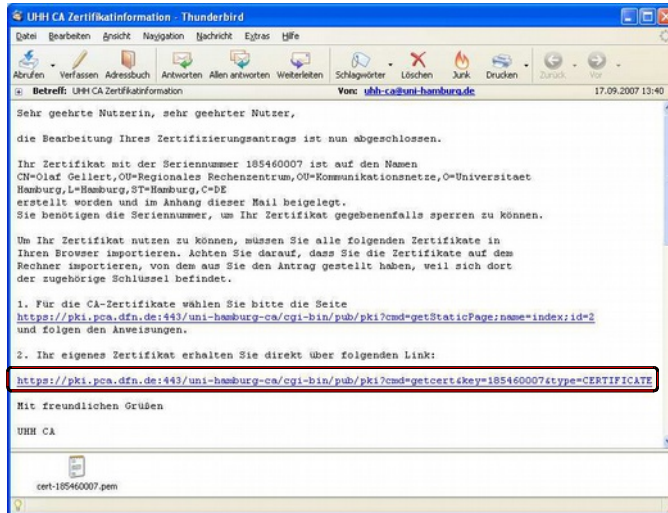 UHH CA Zertifikatinformation - Thunderbird
Datei Bearbeiten Ansicht Navigation Nachricht Extras Hilfe
Abrufen Verfassen Adressbuch Antworten Allen antworten Weiterleiten Schlagwörter Löschen Junk Drucken Zurück Vor
Betreff: UHH CA Zertifikatinformation Von: uhh-ca@uni-hamburg.de 17.09.2007 13:40
Sehr geehrte Nutzerin, sehr geehrter Nutzer,
die Bearbeitung Ihres Zertifizierungsantrags ist nun abgeschlossen.
Ihr Zertifikat mit der Seriennummer 185460007 ist auf den Namen
CN=Olaf Gellert,OU=Regionales Rechenzentrum,OU=Kommunikationsnetze,O=Universitaet
Hamburg,L=Hamburg,ST=Hamburg,C=DE
erstellt worden und im Anhang dieser Mail beigelegt.
Sie benötigen die Seriennummer, um Ihr Zertifikat gegebenenfalls sperren zu können.
Um Ihr Zertifikat nutzen zu können, müssen Sie alle folgenden Zertifikate in
Ihren Browser importieren. Achten Sie darauf, dass Sie die Zertifikate auf dem
Rechner importieren, von dem aus Sie den Antrag gestellt haben, weil sich dort
der zugehörige Schlüssel befindet.
1. Für die CA-Zertifikate wählen Sie bitte die Seite
https://pki.pca.dfn.de:443/uni-hamburg-ca/cgi-bin/pub/pki?cmd=getStaticPage;name=index;id=2
und folgen den Anweisungen.
2. Ihr eigenes Zertifikat erhalten Sie direkt über folgenden Link:
https://pki.pca.dfn.de:443/uni-hamburg-ca/cgi-bin/pub/pki?cmd=getcert&key=185460007&type=CERTIFICATE
Mit freundlichen Grüßen
UHH CA
cert-185460007.pem